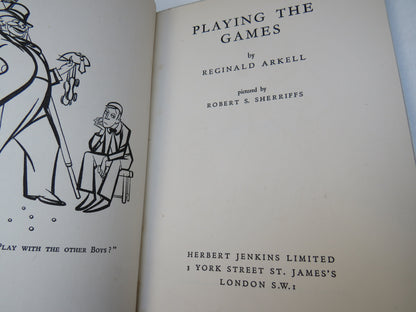 PLAY WITH THE OTHER BOYS?"
PLAYING THE
GAMES
by
REGINALD ARKELL
pictured by
ROBERT S. SHERRIFFS
HERBERT JENKINS LIMITED
3 YORK STREET ST. JAMES'S
LONDON S.W.1